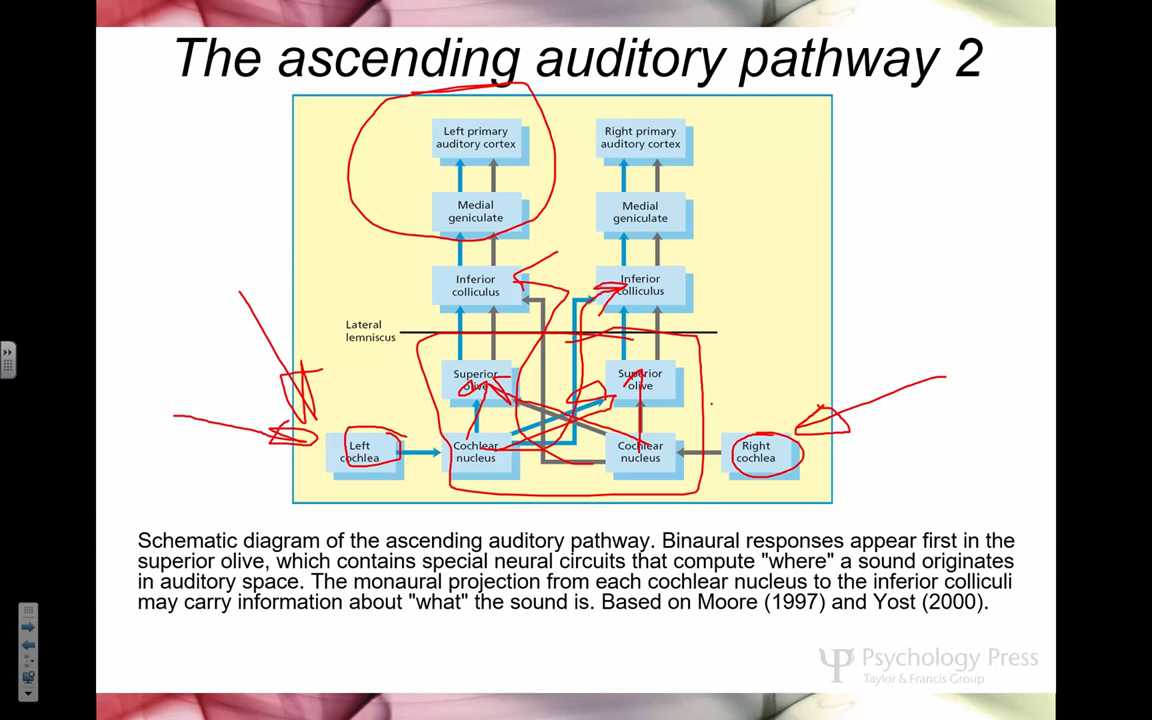 The ascending auditory pathway 2
Left primary
auditory cortex
Right primary
auditory cortex
Medial
geniculate
Medial
geniculate
Inferior
colliculus
Inferior
colliculus
Lateral
lemniscus
Superior
olive
Superior
olive
Left
cochlea
Cochlear
nucleus
Cochlear
nucleus
Right
cochlea
Schematic diagram of the ascending auditory pathway. Binaural responses appear first in the
superior olive, which contains special neural circuits that compute "where" a sound originates
in auditory space. The monaural projection from each cochlear nucleus to the inferior colliculi
may carry information about "what" the sound is. Based on Moore (1997) and Yost (2000).
Psychology Press
Taylor & Francis Group